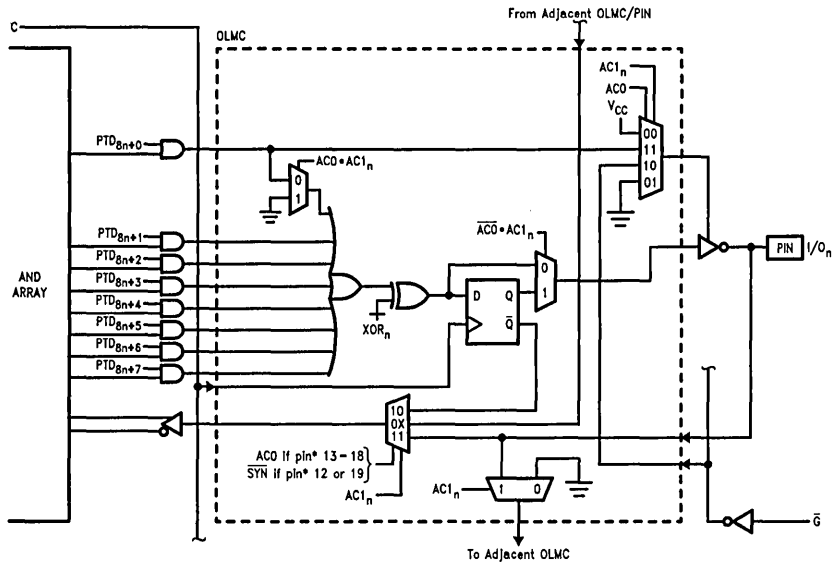 From Adjacent OLMC/PIN
C
OLMC
AC1n
AC0
VCC
00
11
10
01
PTD8n+0
AC0•AC1n
0
1
PTD8n+1
PTD8n+2
PTD8n+3
PTD8n+4
PTD8n+5
PTD8n+6
PTD8n+7
AND
ARRAY
XORn
D
Q
Q̅
A̅C̅0̅•AC1n
0
1
PIN
I/On
10
0X
11
AC0 if pin* 13-18
S̅Y̅N̅ if pin* 12 or 19
AC1n
AC1n
1
0
G̅
To Adjacent OLMC